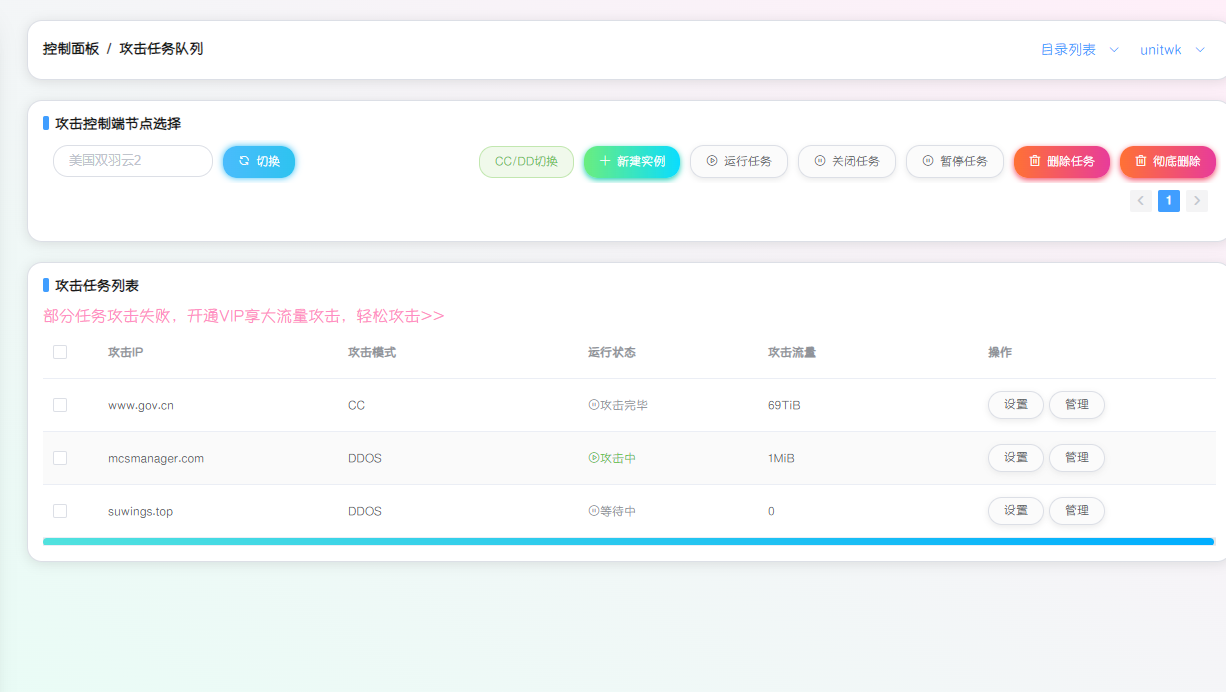 控制面板 / 攻击任务队列 目录列表 unitwk
攻击控制端节点选择
美国双羽云2 切换 CC/DD切换 新建实例 运行任务 关闭任务 暂停任务 删除任务 彻底删除
1
攻击任务列表
部分任务攻击失败，开通VIP享大流量攻击，轻松攻击>>
攻击IP 攻击模式 运行状态 攻击流量 操作
www.gov.cn CC 攻击完毕 69TiB 设置 管理
mcsmanager.com DDOS 攻击中 1MiB 设置 管理
suwings.top DDOS 等待中 0 设置 管理